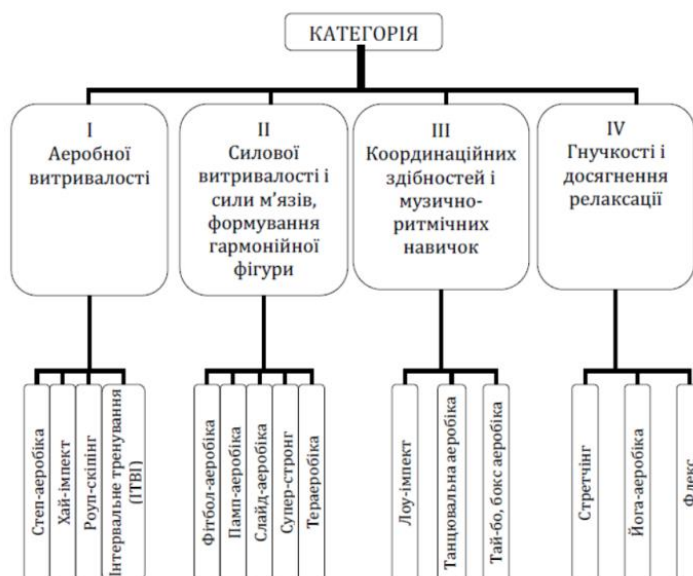 КАТЕГОРІЯ
I
Аеробної
витривалості
II
Силової
витривалості і
сили м'язів,
формування
гармонійної
фігури
III
Координаційних
здібностей і
музично-
ритмічних
навичок
IV
Гнучкості і
досягнення
релаксації
Степ-аеробіка
Хай-імпект
Роуп-скіпінг
Інтервальне тренування
(ІТВІ)
Фітбол-аеробіка
Памп-аеробіка
Слайд-аеробіка
Супер-стронг
Тераеробіка
Лоу-імпект
Танцювальна аеробіка
Тай-бо, бокс аеробіка
Стретчінг
Йога-аеробіка
Флекс